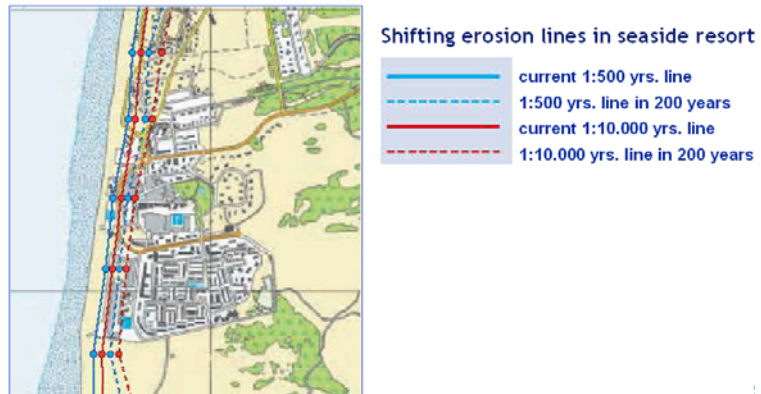 Shifting erosion lines in seaside resort
current 1:500 yrs. line
1:500 yrs. line in 200 years
current 1:10.000 yrs. line
1:10.000 yrs. line in 200 years